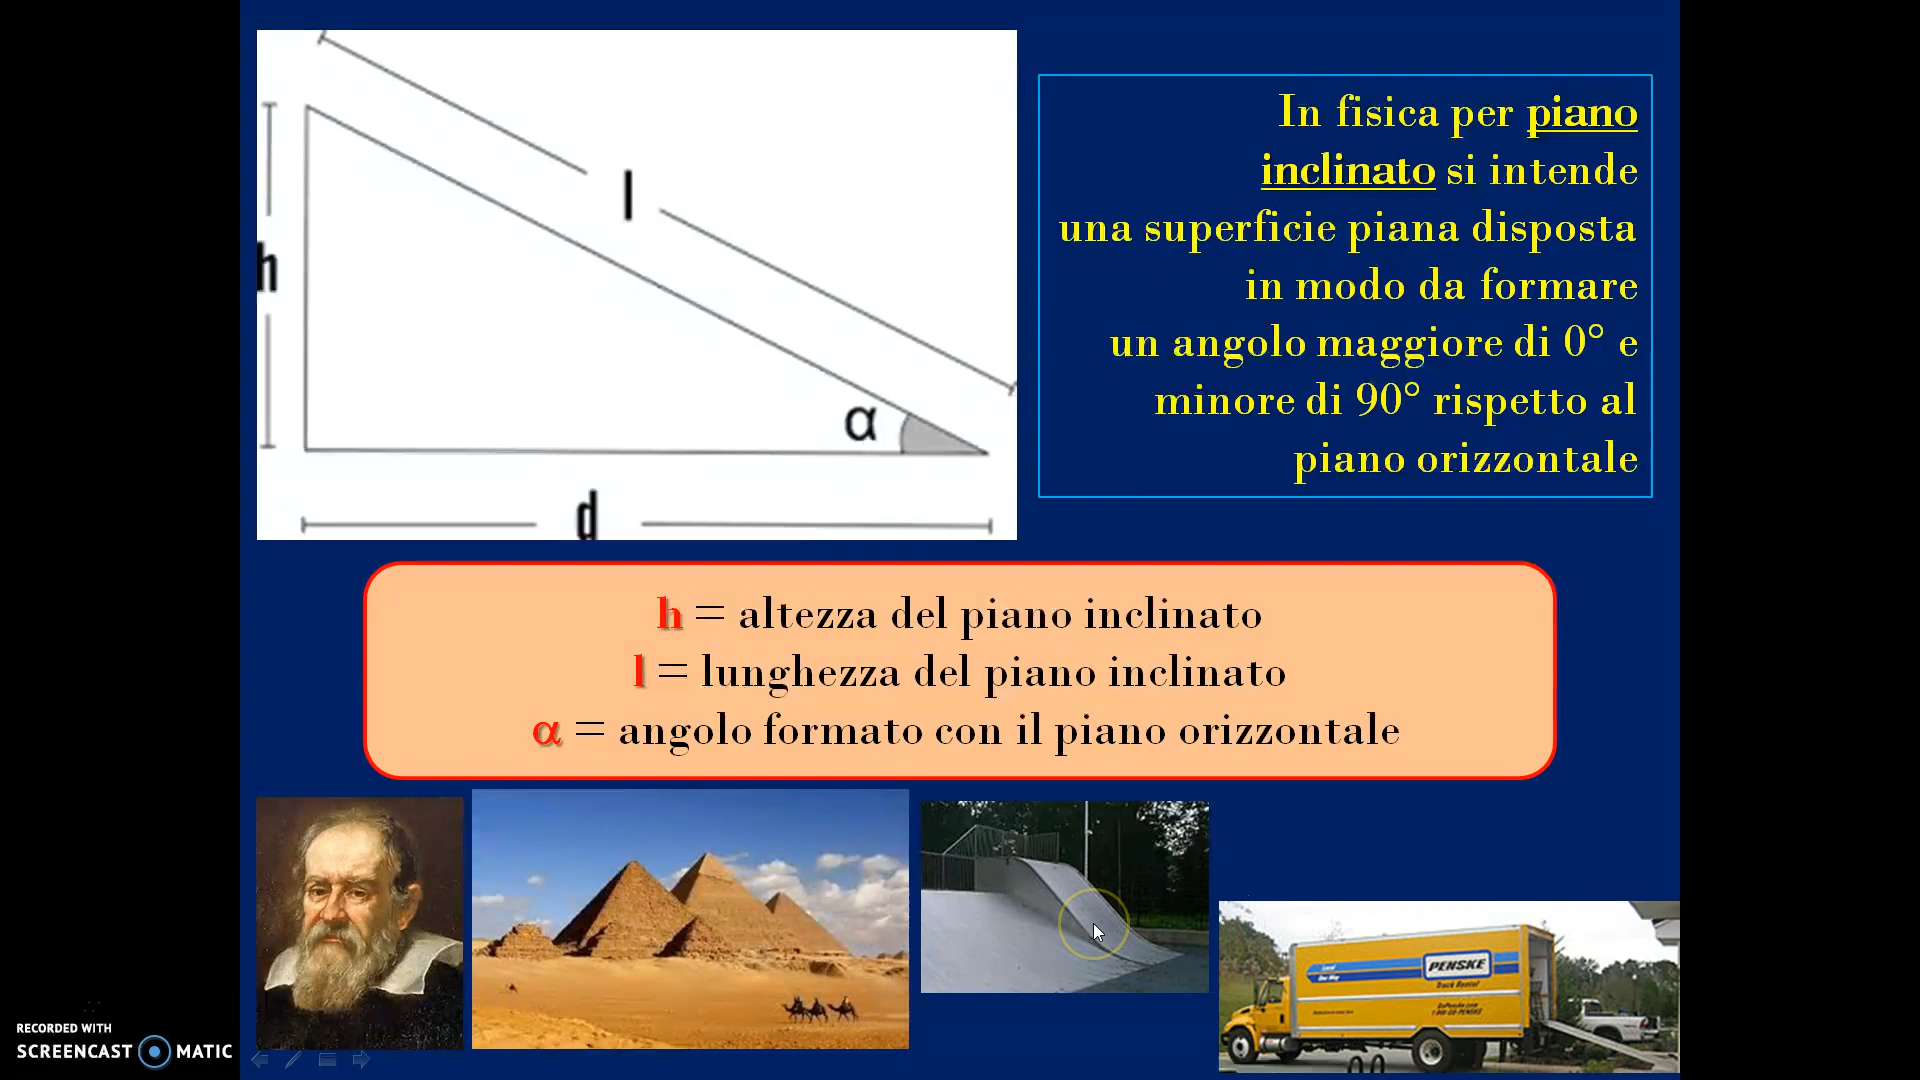 l
h
α
d
In fisica per piano
inclinato si intende
una superficie piana disposta
in modo da formare
un angolo maggiore di 0° e
minore di 90° rispetto al
piano orizzontale
h = altezza del piano inclinato
l = lunghezza del piano inclinato
α = angolo formato con il piano orizzontale
PENSKE
Truck Rental
RECORDED WITH
SCREENCAST MATIC